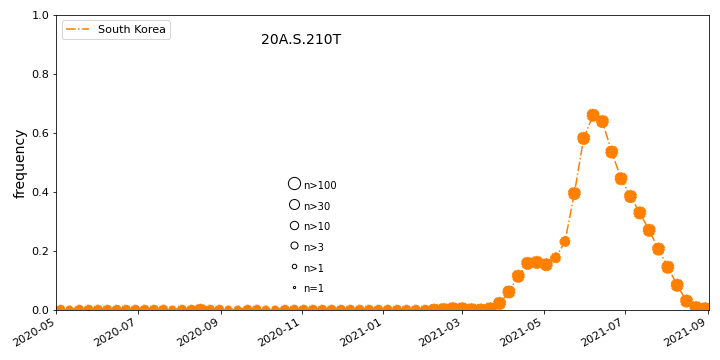 1.0
South Korea
20A.S.210T
0.8
0.6
frequency
n>100
0.4
n>30
n>10
0.2
n>3
n>1
n=1
0.0
2020-05
2020-07
2020-09
2020-11
2021-01
2021-03
2021-05
2021-07
2021-09